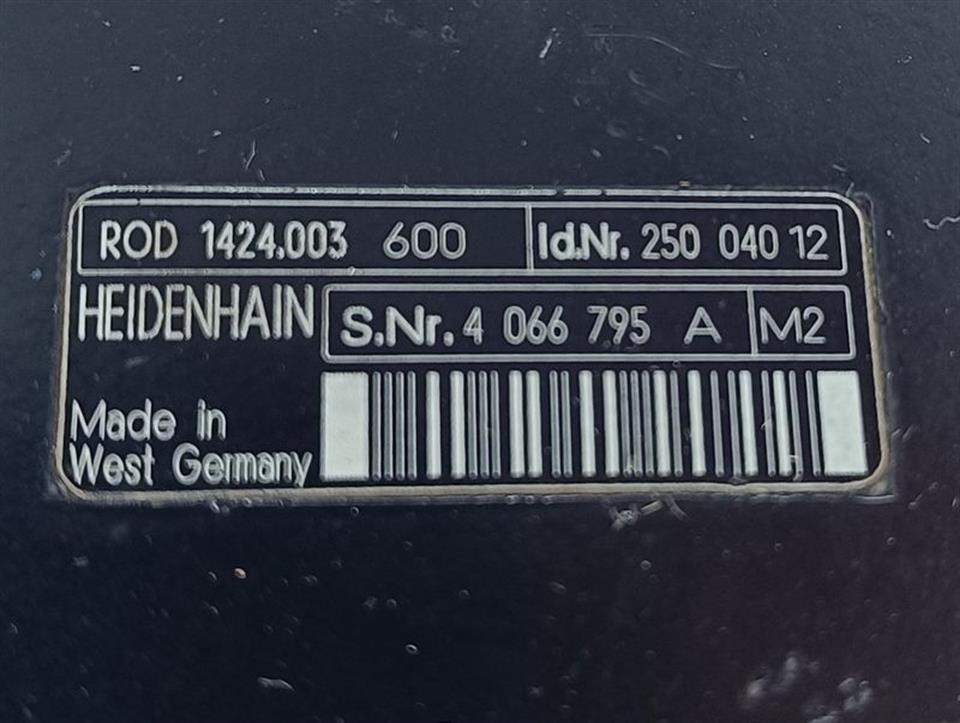 ROD 1424.003 600 Id.Nr. 250 040 12
HEIDENHAIN S.Nr. 4 066 795 A M2
Made in
West Germany